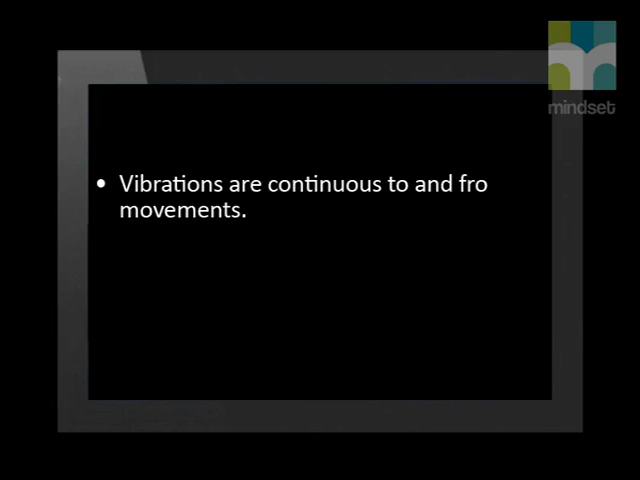 mindset
• Vibrations are continuous to and fro
movements.